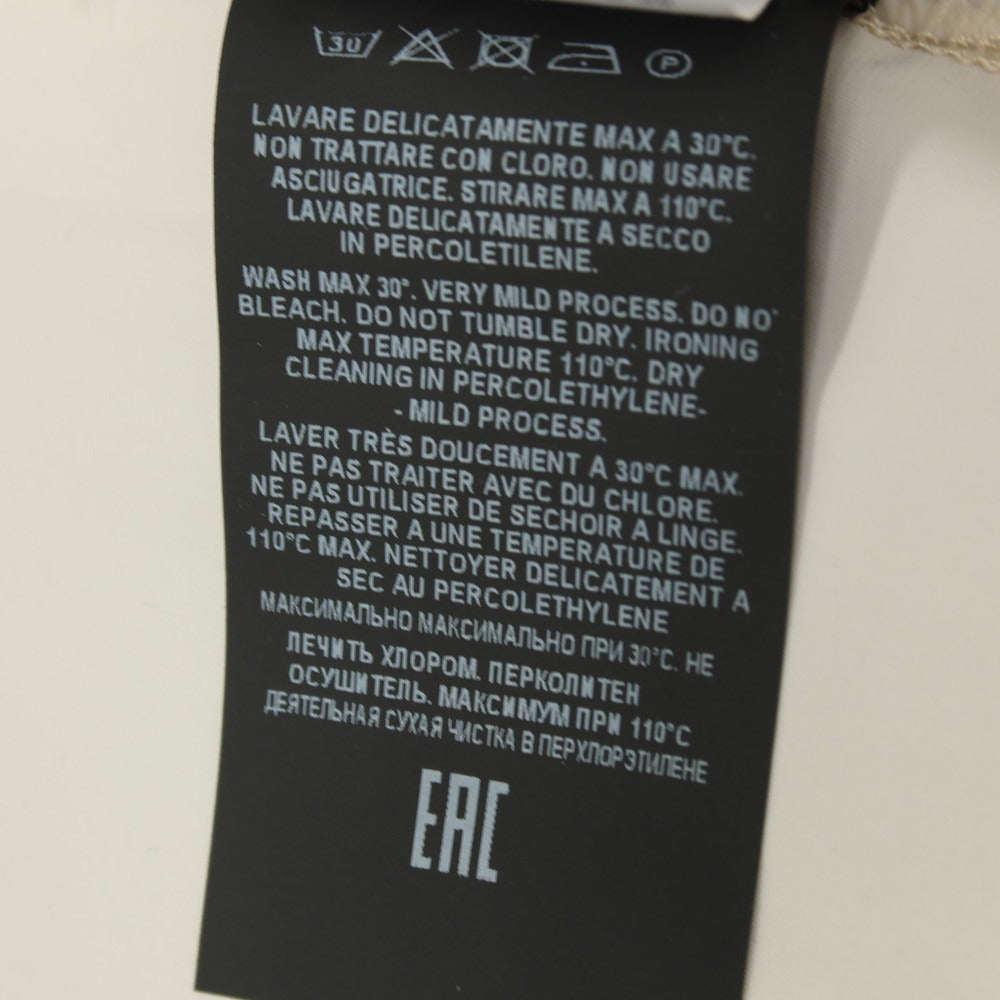 30 P
LAVARE DELICATAMENTE MAX A 30°C.
NON TRATTARE CON CLORO. NON USARE
ASCIUGATRICE. STIRARE MAX A 110°C.
LAVARE DELICATAMENTE A SECCO
IN PERCOLETILENE.
WASH MAX 30°. VERY MILD PROCESS. DO NO
BLEACH. DO NOT TUMBLE DRY. IRONING
MAX TEMPERATURE 110°C. DRY
CLEANING IN PERCOLETHYLENE-
- MILD PROCESS.
LAVER TRÈS DOUCEMENT A 30°C MAX.
NE PAS TRAITER AVEC DU CHLORE.
NE PAS UTILISER DE SECHOIR A LINGE.
REPASSER A UNE TEMPERATURE DE
110°C MAX. NETTOYER DELICATEMENT A
SEC AU PERCOLETHYLENE
МАКСИМАЛЬНО МАКСИМАЛЬНО ПРИ 30°C. НЕ
ЛЕЧИТЬ ХЛОРОМ. ПЕРКОЛИТЕН
ОСУШИТЕЛЬ. МАКСИМУМ ПРИ 110°C
ДЕЯТЕЛЬНАЯ СУХАЯ ЧИСТКА В ПЕРХЛОРЭТИЛЕНЕ
EAC